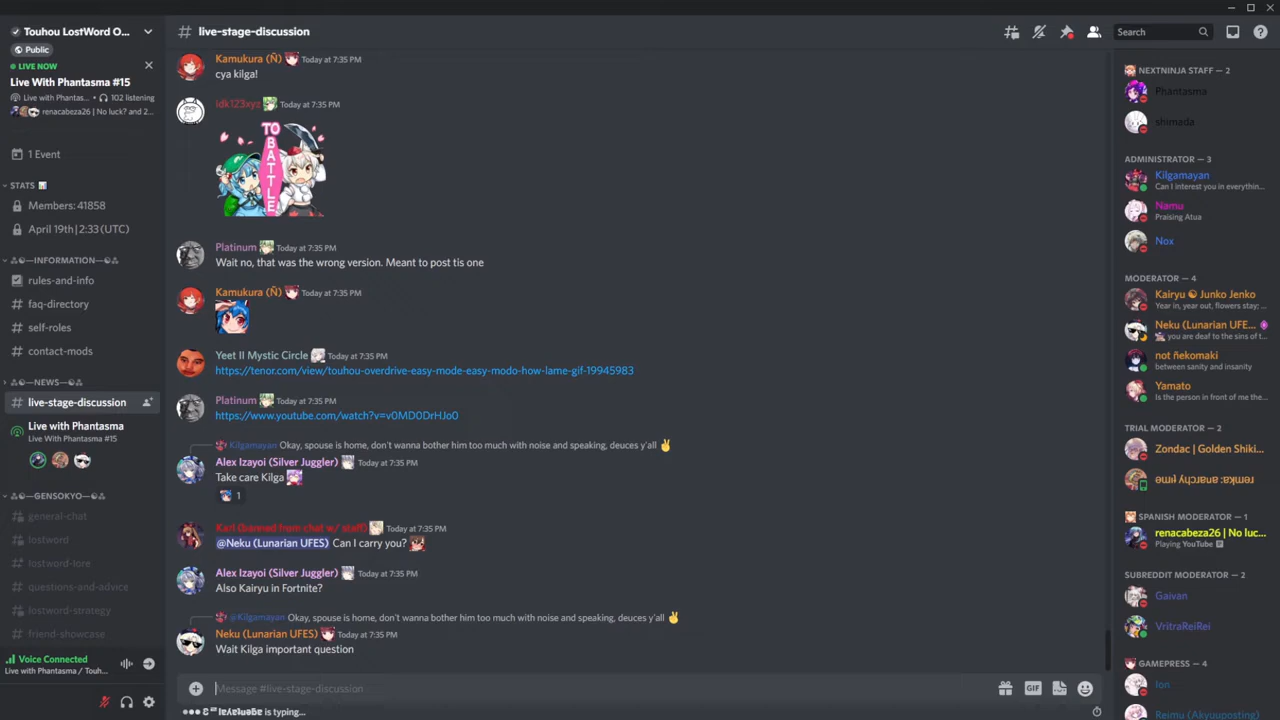 Touhou LostWord O...
Public
LIVE NOW
Live With Phantasma #15
Live with Phantas... 102 listening
renacabeza26 | No luck? and 2...
1 Event
STATS
Members: 41858
April 19th | 2:33 (UTC)
—INFORMATION—
rules-and-info
# faq-directory
# self-roles
# contact-mods
—NEWS—
# live-stage-discussion
Live with Phantasma
Live With Phantasma #15
—GENSOKYO—
general-chat
lostword
lostword-lore
questions-and-advice
lostword-strategy
friend-showcase
Voice Connected
Live with Phantasma / Touh...
# live-stage-discussion
Search
Kamukura (Ñ) Today at 7:35 PM
cya kilga!
idk123xyz Today at 7:35 PM
TO BATTLE
Platinum Today at 7:35 PM
Wait no, that was the wrong version. Meant to post tis one
Kamukura (Ñ) Today at 7:35 PM
Yeet II Mystic Circle Today at 7:35 PM
https://tenor.com/view/touhou-overdrive-easy-mode-easy-modo-how-lame-gif-19945983
Platinum Today at 7:35 PM
https://www.youtube.com/watch?v=v0MD0DrHJo0
Kilgamayan Okay, spouse is home, don't wanna bother him too much with noise and speaking, deuces y'all ✌
Alex Izayoi (Silver Juggler) Today at 7:35 PM
Take care Kilga
1
Karl (banned from chat w/ staff) Today at 7:35 PM
@Neku (Lunarian UFES) Can I carry you?
Alex Izayoi (Silver Juggler) Today at 7:35 PM
Also Kairyu in Fortnite?
@Kilgamayan Okay, spouse is home, don't wanna bother him too much with noise and speaking, deuces y'all ✌
Neku (Lunarian UFES) Today at 7:35 PM
Wait Kilga important question
Message #live-stage-discussion
GIF
is typing...
NEXTNINJA STAFF — 2
Phantasma
shimada
ADMINISTRATOR — 3
Kilgamayan
Can I interest you in everythin...
Namu
Praising Atua
Nox
MODERATOR — 4
Kairyu ☯ Junko Jenko
Year in, year out, flowers stay; ...
Neku (Lunarian UFE...
you are deaf to the sins of t...
not ñekomaki
between sanity and insanity
Yamato
Is the person in front of me the...
TRIAL MODERATOR — 2
Zondac | Golden Shiki...
SPANISH MODERATOR — 1
renacabeza26 | No luc...
Playing YouTube
SUBREDDIT MODERATOR — 2
Gaivan
VritraReiRei
GAMEPRESS — 4
Ion
Reimu (Akyuuposting)